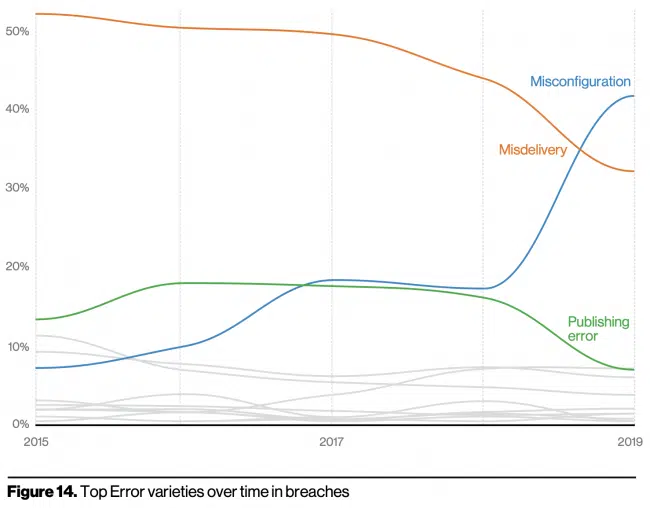 50%
Misconfiguration
40%
Misdelivery
30%
20%
Publishing
error
10%
0%
2015
2017
2019
Figure 14. Top Error varieties over time in breaches